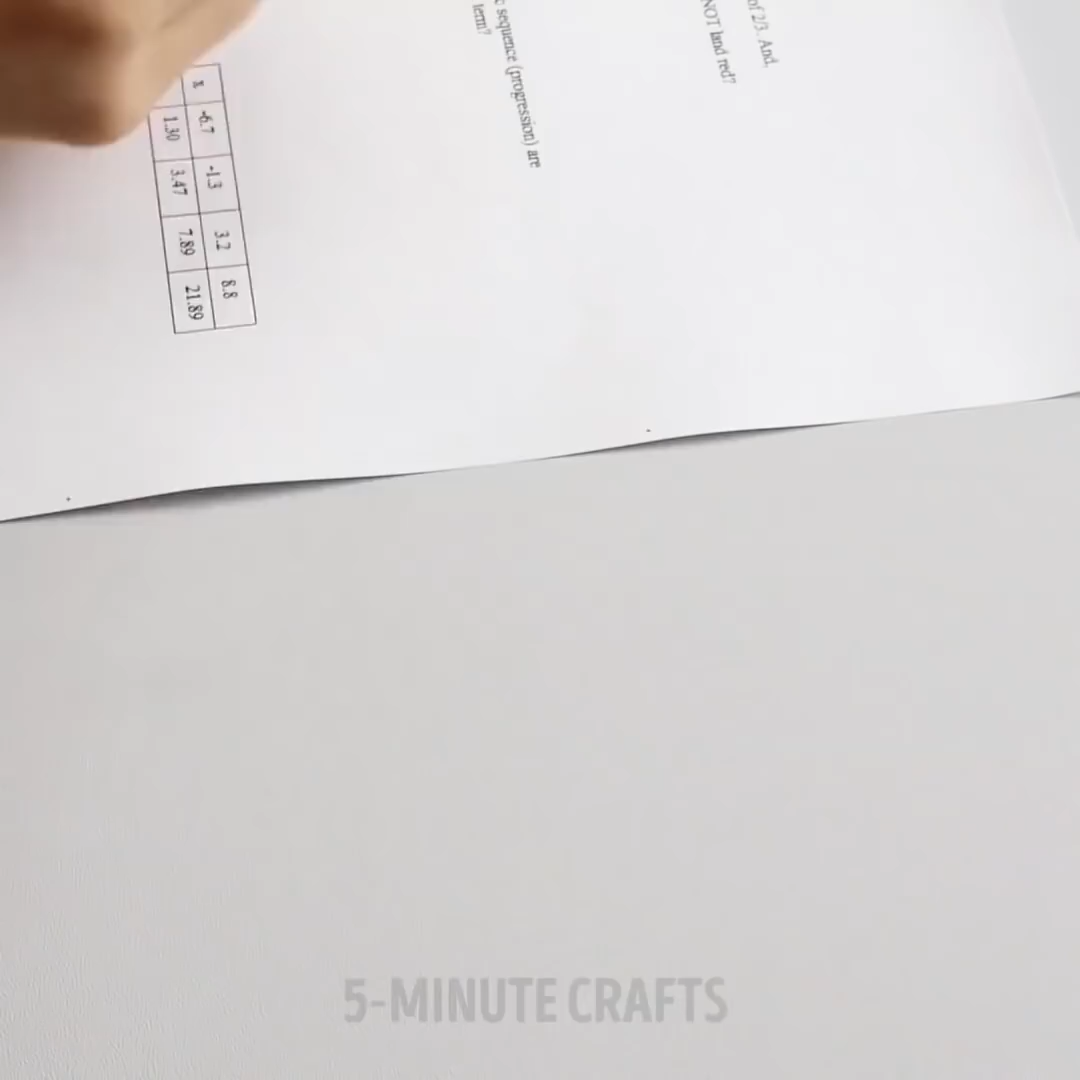 of 2/3. And,
NOT land red?
sequence (progression) are
term?
x -6.7 -1.3 3.2 8.8
1.30 3.47 7.89 21.89
5-MINUTE CRAFTS